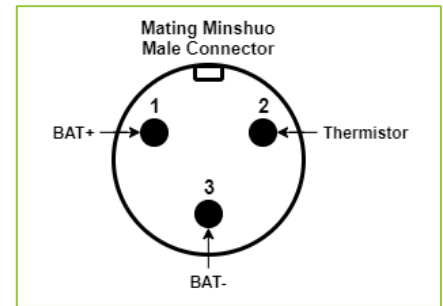 Mating Minshuo
Male Connector
1
2
BAT+
Thermistor
3
BAT-